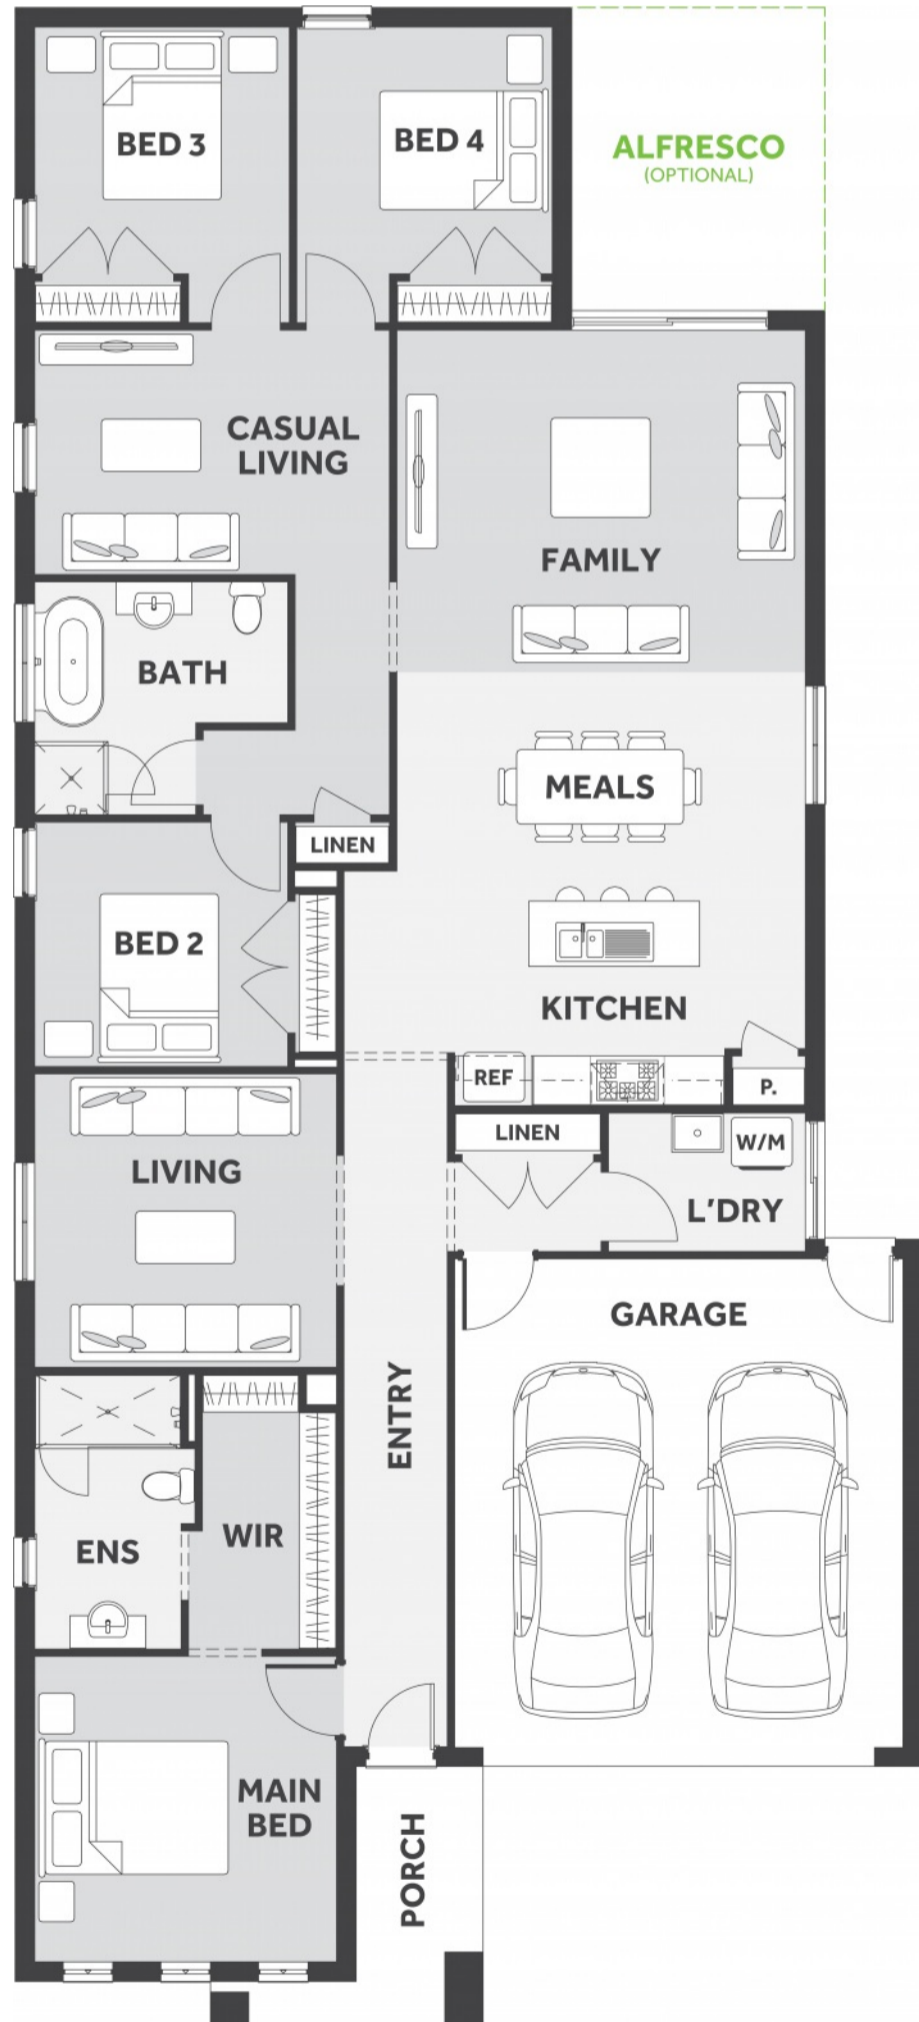 BED 3
BED 4
ALFRESCO
(OPTIONAL)
CASUAL
LIVING
FAMILY
BATH
MEALS
LINEN
BED 2
KITCHEN
REF
P.
LINEN
W/M
LIVING
L'DRY
GARAGE
ENTRY
WIR
ENS
MAIN
BED
PORCH